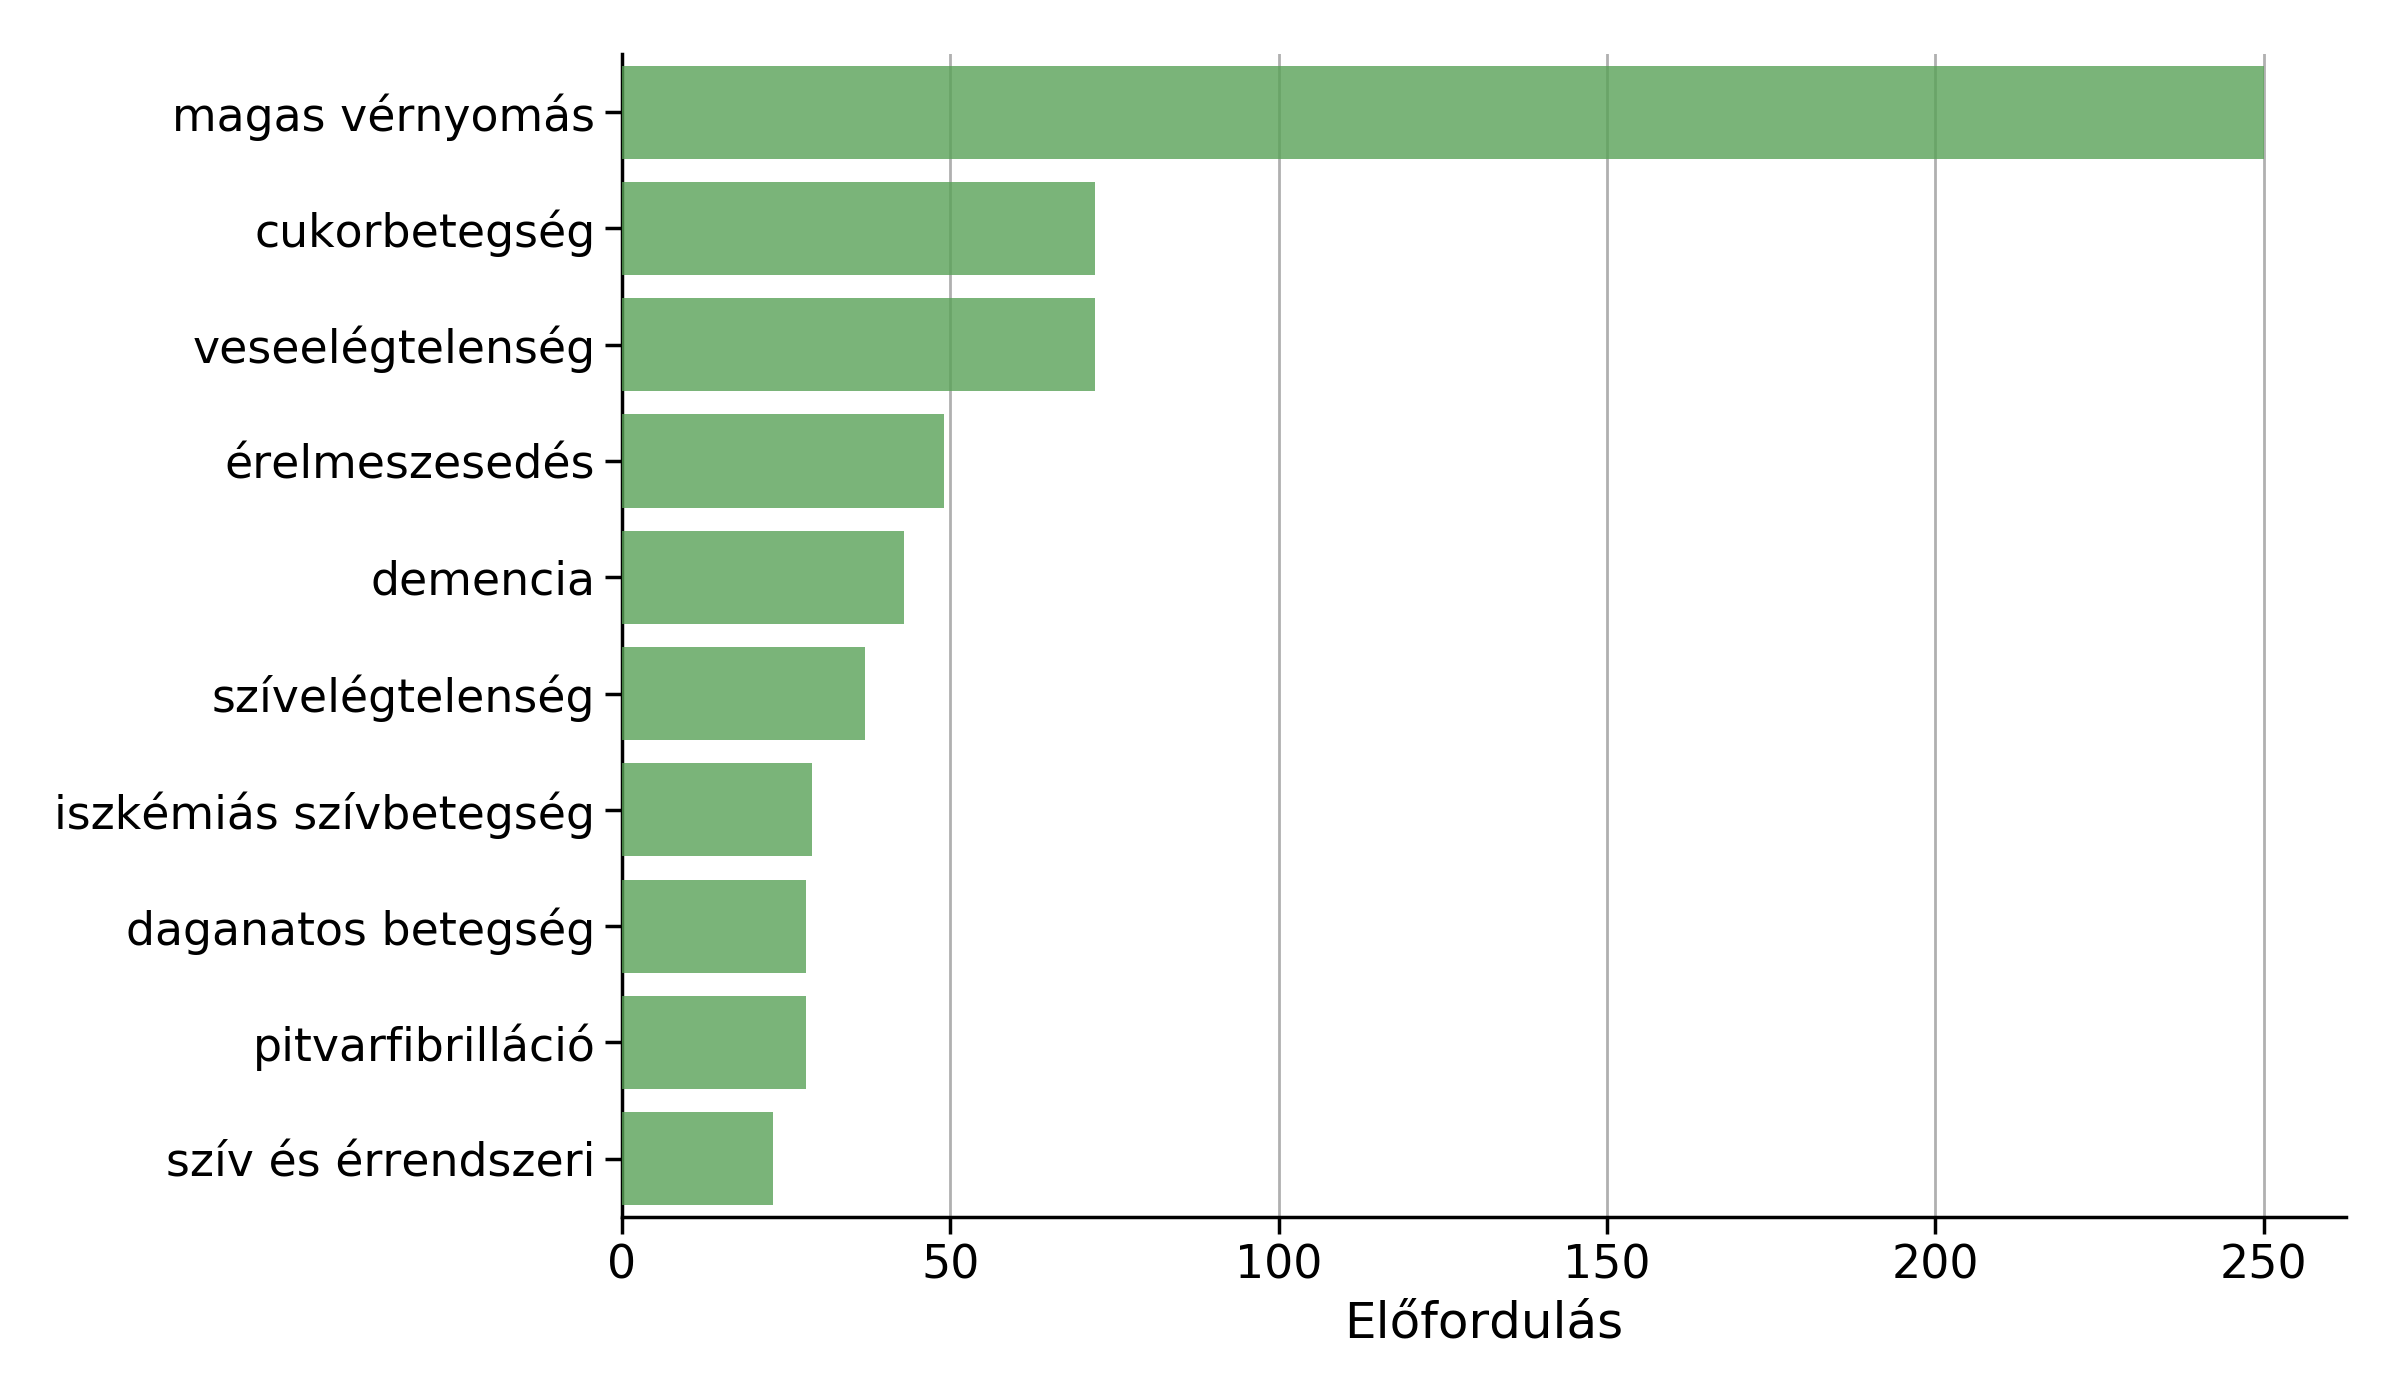 magas vérnyomás
cukorbetegség
veseelégtelenség
érelmeszesedés
demencia
szívelégtelenség
iszkémiás szívbetegség
daganatos betegség
pitvarfibrilláció
szív és érrendszeri
0 50 100 150 200 250
Előfordulás